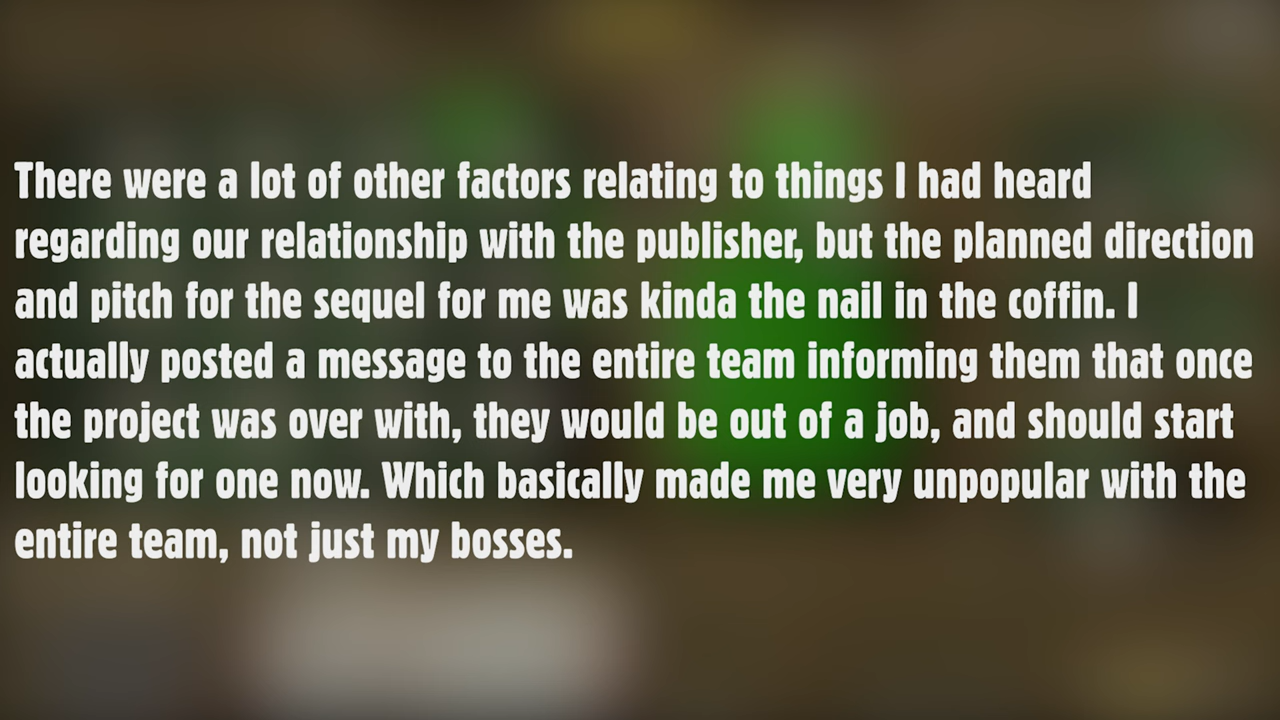 There were a lot of other factors relating to things I had heard
regarding our relationship with the publisher, but the planned direction
and pitch for the sequel for me was kinda the nail in the coffin. I
actually posted a message to the entire team informing them that once
the project was over with, they would be out of a job, and should start
looking for one now. Which basically made me very unpopular with the
entire team, not just my bosses.